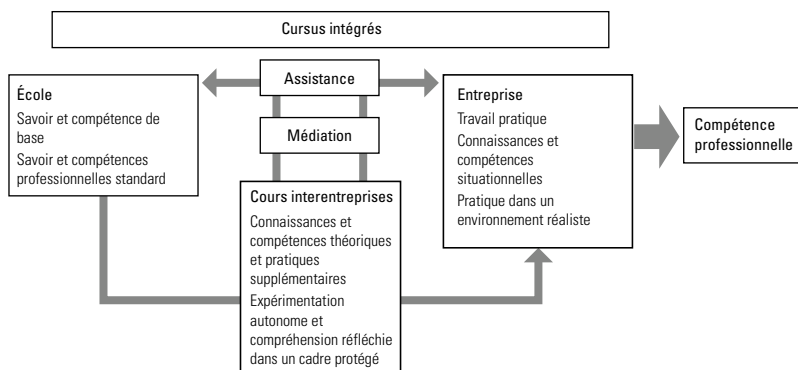 Cursus intégrés
Assistance
École
Savoir et compétence de
base
Savoir et compétences
professionnelles standard
Médiation
Cours interentreprises
Connaissances et
compétences théoriques
et pratiques
supplémentaires
Expérimentation
autonome et
compréhension réfléchie
dans un cadre protégé
Entreprise
Travail pratique
Connaissances et
compétences
situationnelles
Pratique dans un
environnement réaliste
Compétence
professionnelle